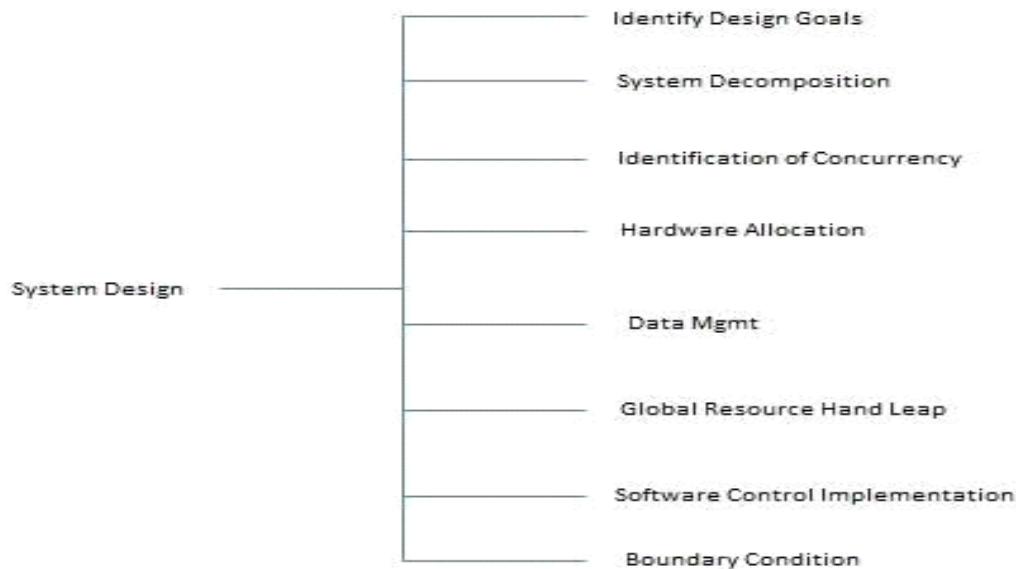 Identify Design Goals
System Decomposition
Identification of Concurrency
Hardware Allocation
System Design
Data Mgmt
Global Resource Hand Leap
Software Control Implementation
Boundary Condition